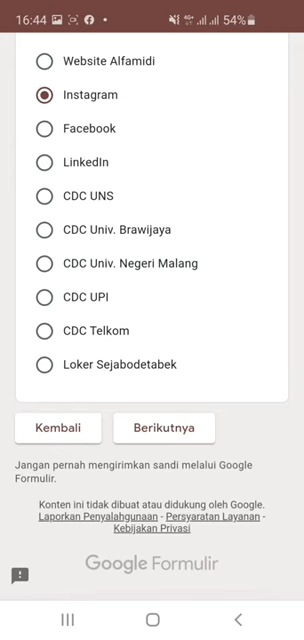 16:44 54%
Website Alfamidi
Instagram
Facebook
LinkedIn
CDC UNS
CDC Univ. Brawijaya
CDC Univ. Negeri Malang
CDC UPI
CDC Telkom
Loker Sejabodetabek
Kembali Berikutnya
Jangan pernah mengirimkan sandi melalui Google
Formulir.
Konten ini tidak dibuat atau didukung oleh Google.
Laporkan Penyalahgunaan - Persyaratan Layanan -
Kebijakan Privasi
Google Formulir